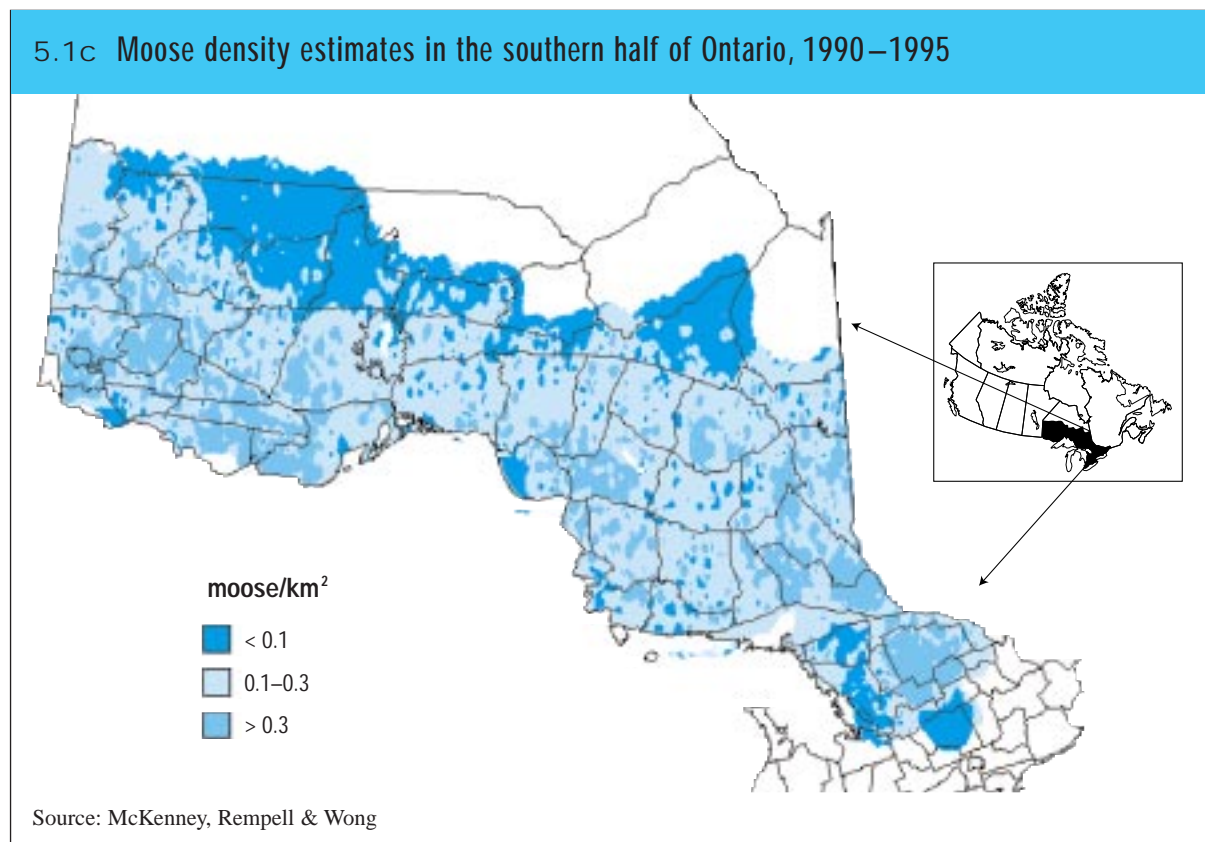 5.1c Moose density estimates in the southern half of Ontario, 1990–1995
moose/km²
< 0.1
0.1–0.3
> 0.3
Source: McKenney, Rempell & Wong